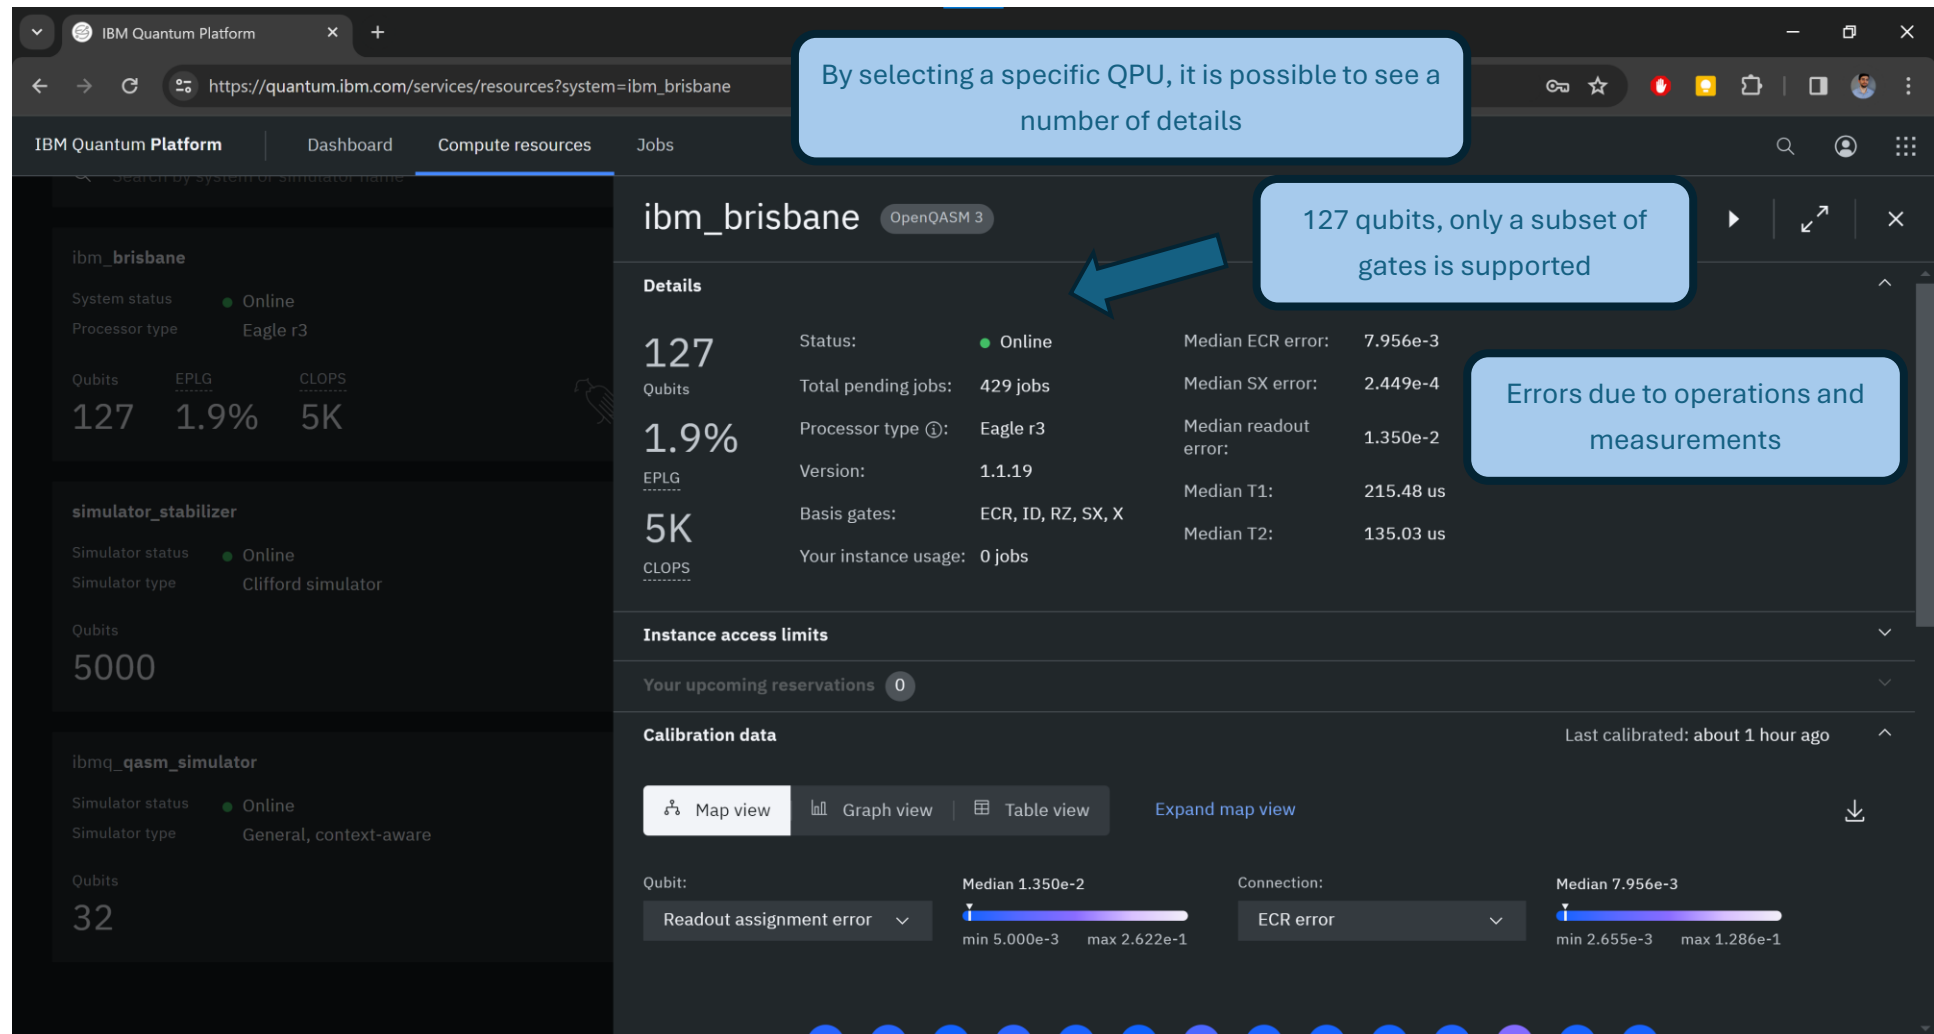 IBM Quantum Platform
https://quantum.ibm.com/services/resources?system=ibm_brisbane
By selecting a specific QPU, it is possible to see a
number of details
IBM Quantum Platform
Dashboard
Compute resources
Jobs
Search by system or simulator name
ibm_brisbane
System status Online
Processor type Eagle r3
Qubits EPLG CLOPS
127 1.9% 5K
simulator_stabilizer
Simulator status Online
Simulator type Clifford simulator
Qubits
5000
ibmq_qasm_simulator
Simulator status Online
Simulator type General, context-aware
Qubits
32
ibm_brisbane OpenQASM 3
127 qubits, only a subset of
gates is supported
Details
127
Qubits
1.9%
EPLG
5K
CLOPS
Status: Online
Total pending jobs: 429 jobs
Processor type : Eagle r3
Version: 1.1.19
Basis gates: ECR, ID, RZ, SX, X
Your instance usage: 0 jobs
Median ECR error: 7.956e-3
Median SX error: 2.449e-4
Median readout
error: 1.350e-2
Median T1: 215.48 us
Median T2: 135.03 us
Errors due to operations and
measurements
Instance access limits
Your upcoming reservations 0
Calibration data
Last calibrated: about 1 hour ago
Map view
Graph view
Table view
Expand map view
Qubit:
Readout assignment error
Median 1.350e-2
min 5.000e-3 max 2.622e-1
Connection:
ECR error
Median 7.956e-3
min 2.655e-3 max 1.286e-1